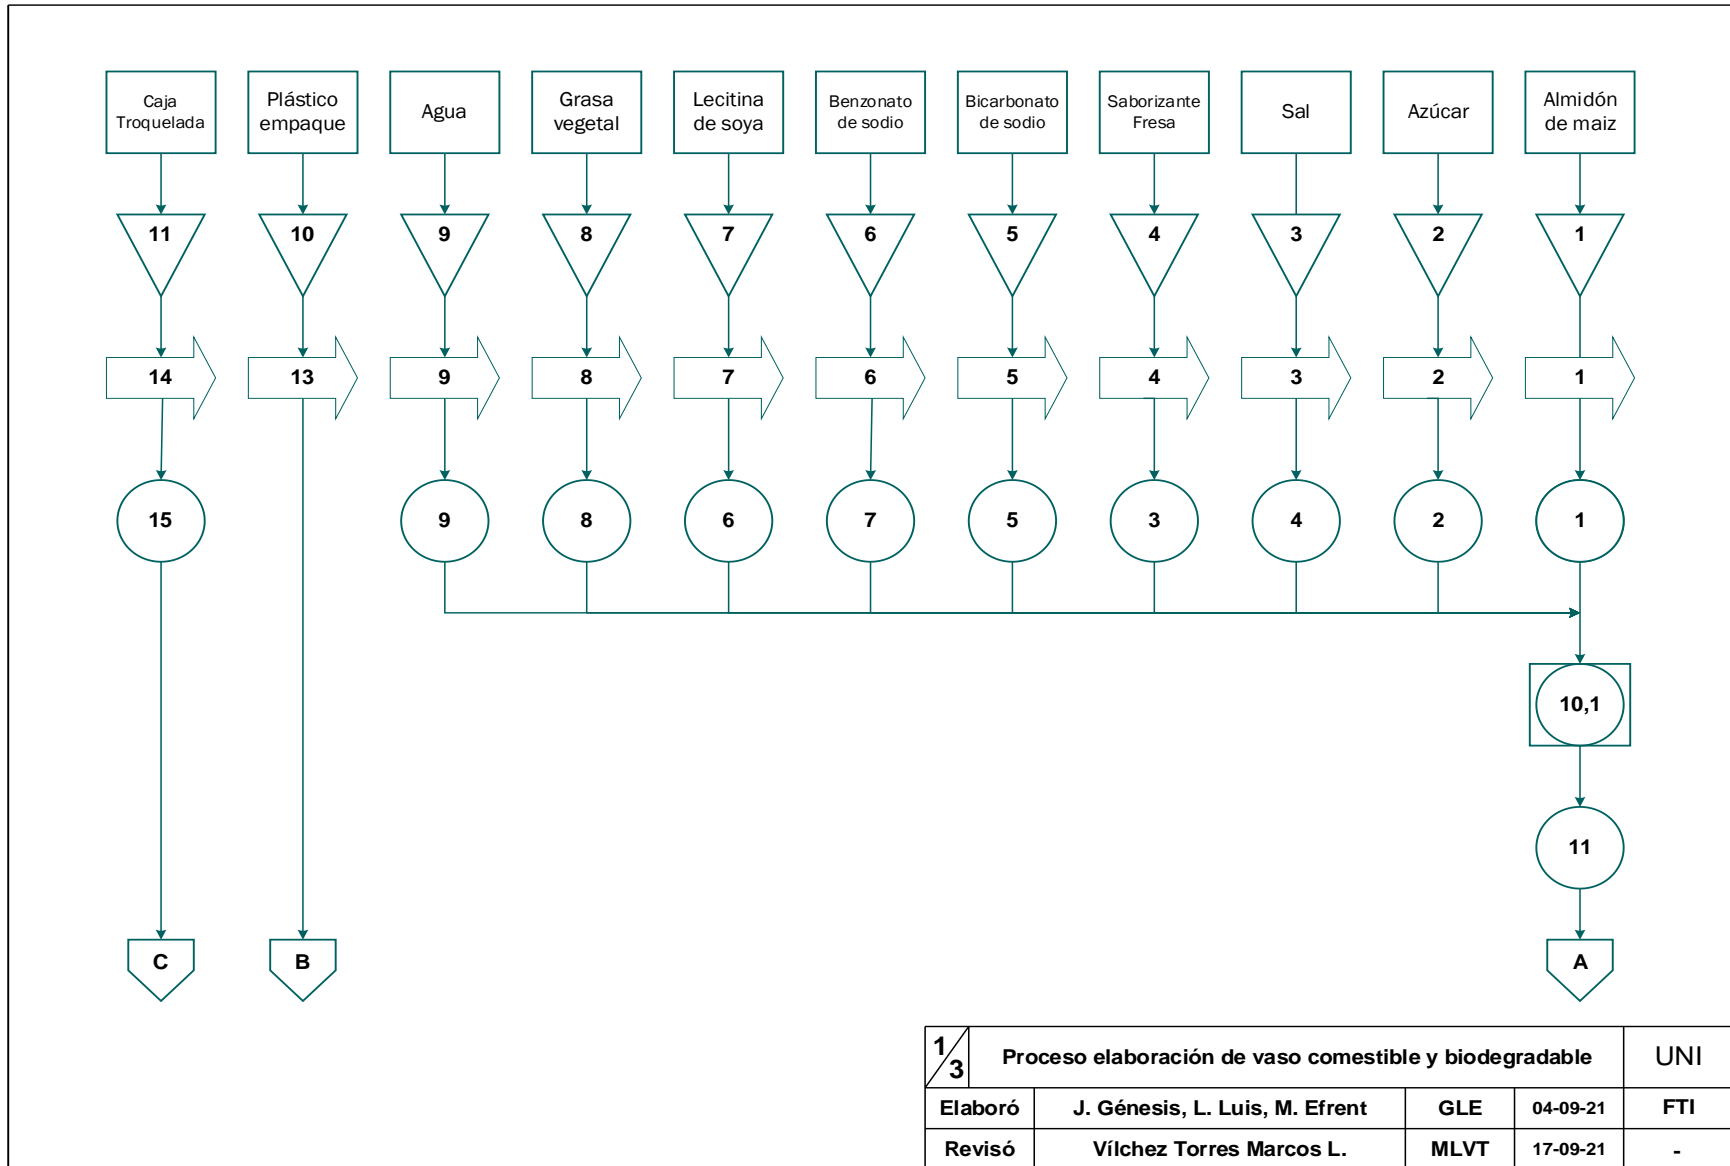 Caja
Troquelada
Plástico
empaque
Agua
Grasa
vegetal
Lecitina
de soya
Benzonato
de sodio
Bicarbonato
de sodio
Saborizante
Fresa
Sal
Azúcar
Almidón
de maiz
11 10 9 8 7 6 5 4 3 2 1
14 13 9 8 7 6 5 4 3 2 1
15 9 8 6 7 5 3 4 2 1
10,1
11
C B A
1/3 Proceso elaboración de vaso comestible y biodegradable UNI
Elaboró J. Génesis, L. Luis, M. Efrent GLE 04-09-21 FTI
Revisó Vílchez Torres Marcos L. MLVT 17-09-21 -